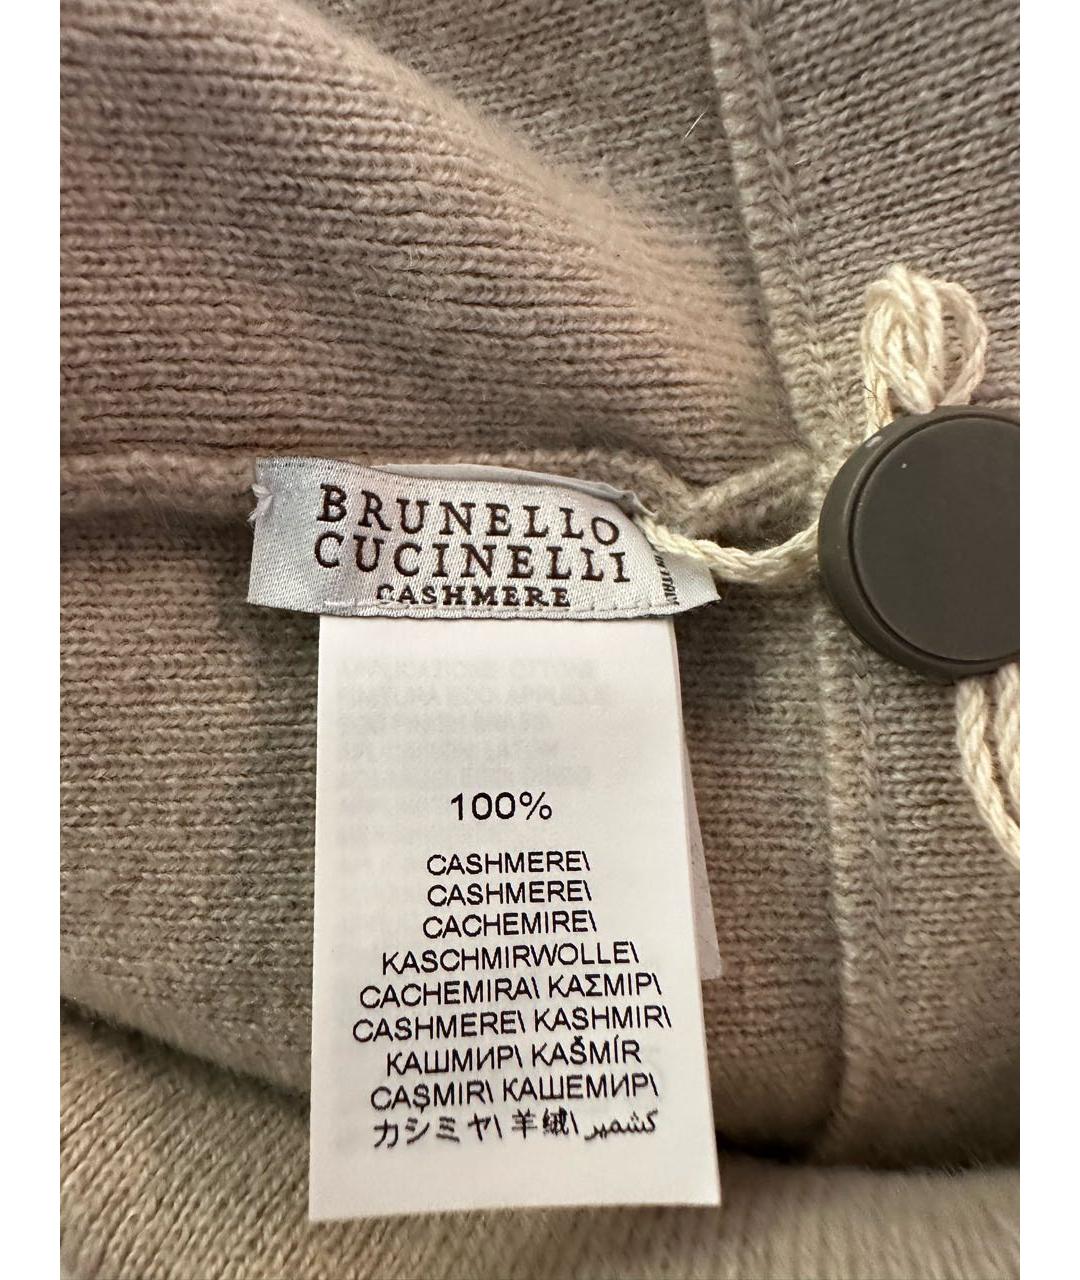 BRUNELLO
CUCINELLI
CASHMERE
100%
CASHMERE\
CASHMERE\
CACHEMIRE\
KASCHMIRWOLLE\
CACHEMIRA\ ΚΑΣΜΙΡ\
CASHMERE\ KASHMIR\
КАШМИР\ KAŠMÍR
CAŞMIR\ КАШЕМИР\
カシミヤ\ 羊絨\ كشمير